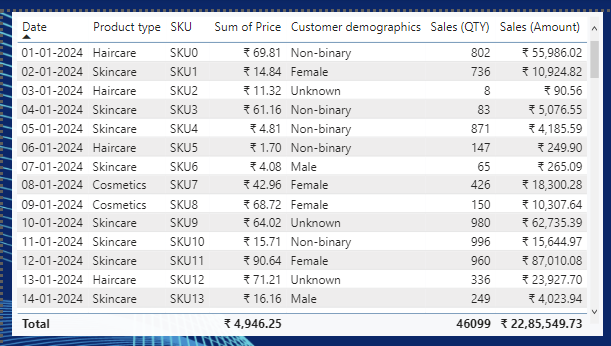 Date Product type SKU Sum of Price Customer demographics Sales (QTY) Sales (Amount)
01-01-2024 Haircare SKU0 ₹ 69.81 Non-binary 802 ₹ 55,986.02
02-01-2024 Skincare SKU1 ₹ 14.84 Female 736 ₹ 10,924.82
03-01-2024 Haircare SKU2 ₹ 11.32 Unknown 8 ₹ 90.56
04-01-2024 Skincare SKU3 ₹ 61.16 Non-binary 83 ₹ 5,076.55
05-01-2024 Skincare SKU4 ₹ 4.81 Non-binary 871 ₹ 4,185.59
06-01-2024 Haircare SKU5 ₹ 1.70 Non-binary 147 ₹ 249.90
07-01-2024 Skincare SKU6 ₹ 4.08 Male 65 ₹ 265.09
08-01-2024 Cosmetics SKU7 ₹ 42.96 Female 426 ₹ 18,300.28
09-01-2024 Cosmetics SKU8 ₹ 68.72 Female 150 ₹ 10,307.64
10-01-2024 Skincare SKU9 ₹ 64.02 Unknown 980 ₹ 62,735.39
11-01-2024 Skincare SKU10 ₹ 15.71 Non-binary 996 ₹ 15,644.97
12-01-2024 Skincare SKU11 ₹ 90.64 Female 960 ₹ 87,010.08
13-01-2024 Haircare SKU12 ₹ 71.21 Unknown 336 ₹ 23,927.70
14-01-2024 Skincare SKU13 ₹ 16.16 Male 249 ₹ 4,023.94
Total ₹ 4,946.25 46099 ₹ 22,85,549.73